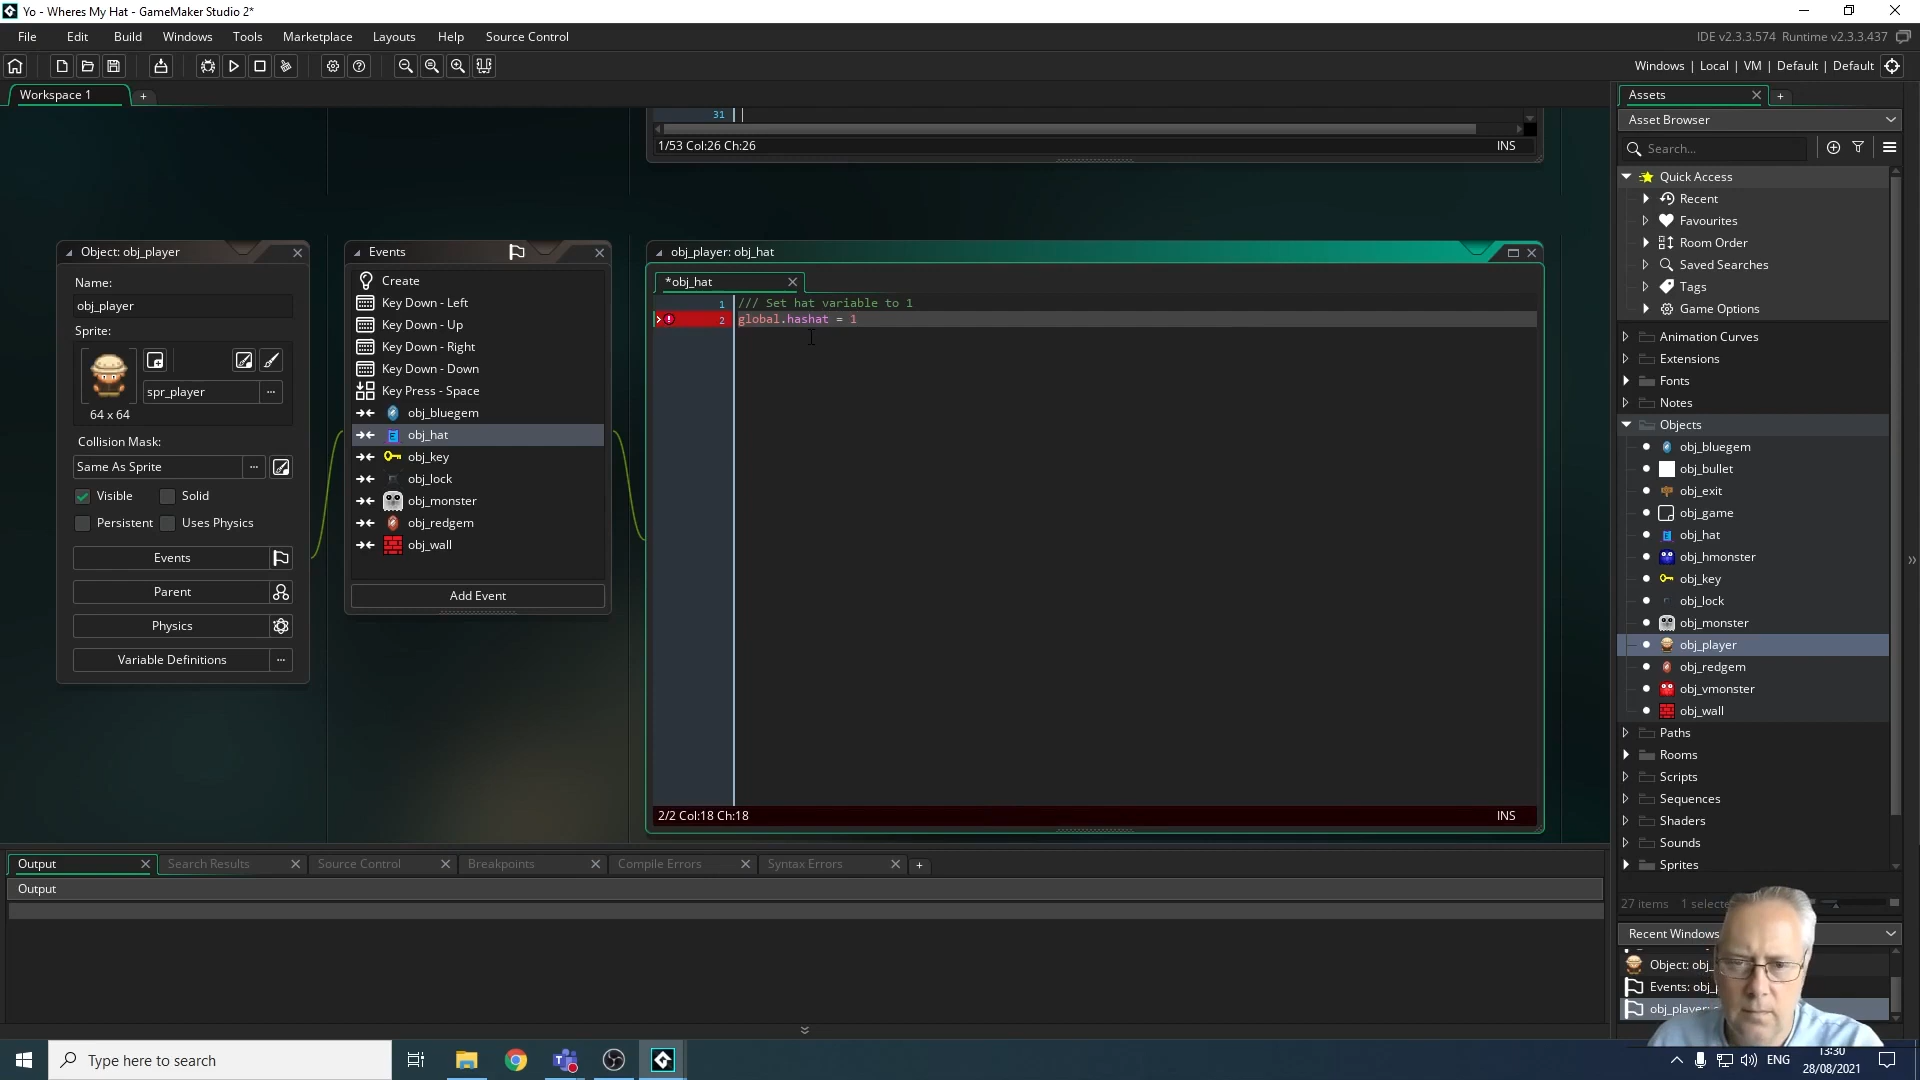 Yo - Wheres My Hat - GameMaker Studio 2*
File Edit Build Windows Tools Marketplace Layouts Help Source Control
IDE v2.3.3.574 Runtime v2.3.3.437
Windows | Local | VM | Default | Default
Workspace 1
31
1/53 Col:26 Ch:26 INS
Object: obj_player
Name:
obj_player
Sprite:
spr_player
64 x 64
Collision Mask:
Same As Sprite
Visible Solid
Persistent Uses Physics
Events
Parent
Physics
Variable Definitions
Events
Create
Key Down - Left
Key Down - Up
Key Down - Right
Key Down - Down
Key Press - Space
obj_bluegem
obj_hat
obj_key
obj_lock
obj_monster
obj_redgem
obj_wall
Add Event
obj_player: obj_hat
*obj_hat
1 /// Set hat variable to 1
2 global.hashat = 1
2/2 Col:18 Ch:18 INS
Assets
Asset Browser
Search...
Quick Access
Recent
Favourites
Room Order
Saved Searches
Tags
Game Options
Animation Curves
Extensions
Fonts
Notes
Objects
obj_bluegem
obj_bullet
obj_exit
obj_game
obj_hat
obj_hmonster
obj_key
obj_lock
obj_monster
obj_player
obj_redgem
obj_vmonster
obj_wall
Paths
Rooms
Scripts
Sequences
Shaders
Sounds
Sprites
27 items 1
Recent Windows
Object:
Events:
obj_player:
Output Search Results Source Control Breakpoints Compile Errors Syntax Errors
Output
Type here to search
ENG
13:30
28/08/2021